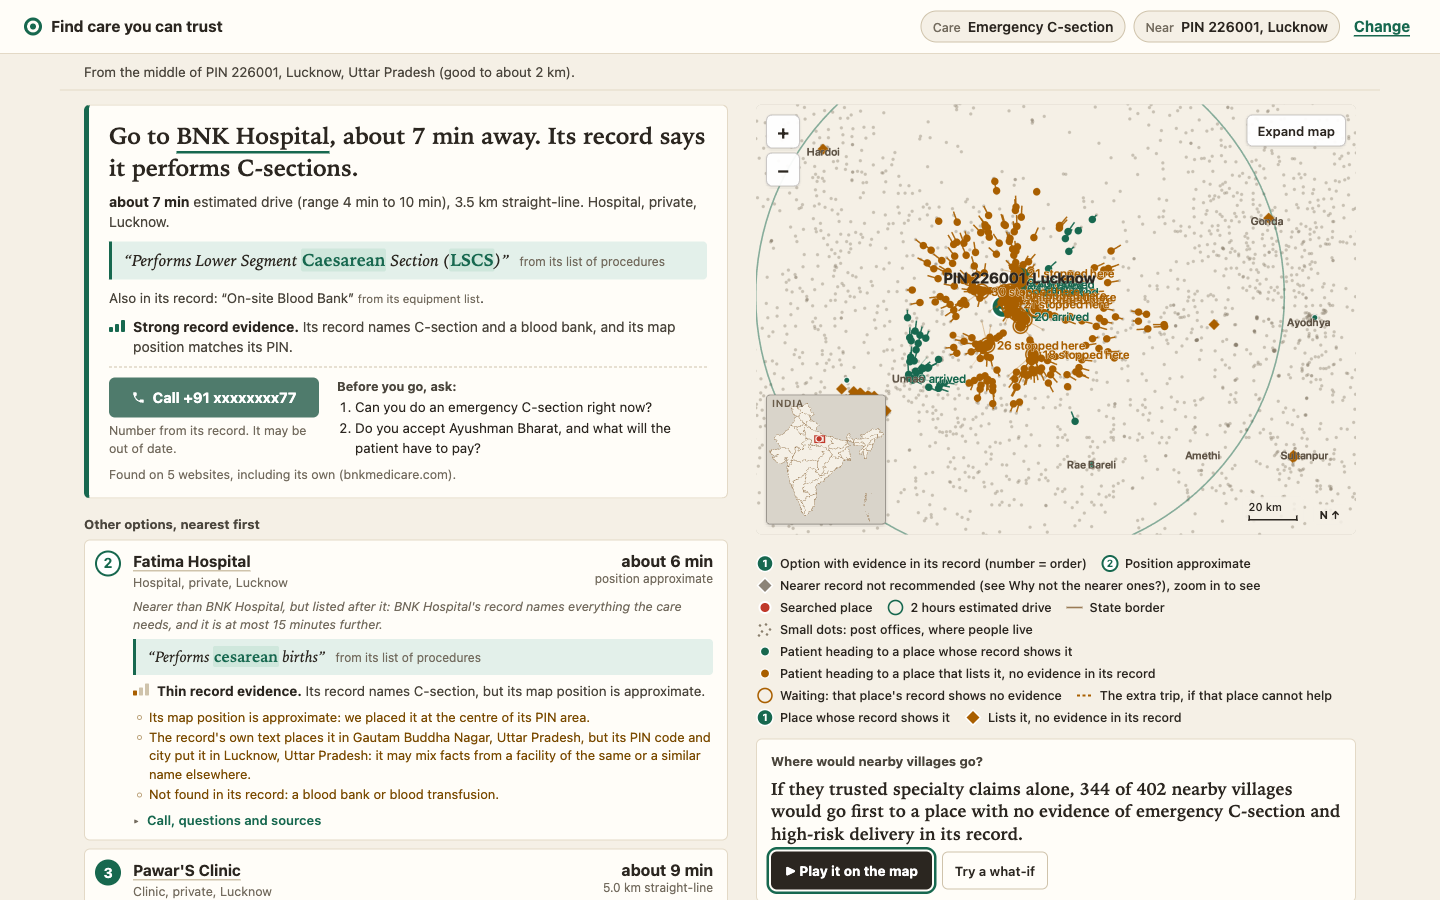 Find care you can trust
Care Emergency C-section
Near PIN 226001, Lucknow
Change
From the middle of PIN 226001, Lucknow, Uttar Pradesh (good to about 2 km).
Go to BNK Hospital, about 7 min away. Its record says
it performs C-sections.
about 7 min estimated drive (range 4 min to 10 min), 3.5 km straight-line. Hospital, private,
Lucknow.
“Performs Lower Segment Caesarean Section (LSCS)” from its list of procedures
Also in its record: “On-site Blood Bank” from its equipment list.
Strong record evidence. Its record names C-section and a blood bank, and its map
position matches its PIN.
Call +91 xxxxxxxx77
Number from its record. It may be
out of date.
Before you go, ask:
1. Can you do an emergency C-section right now?
2. Do you accept Ayushman Bharat, and what will the
patient have to pay?
Found on 5 websites, including its own (bnkmedicare.com).
Other options, nearest first
2
Fatima Hospital
about 6 min
Hospital, private, Lucknow
position approximate
Nearer than BNK Hospital, but listed after it: BNK Hospital's record names everything the care
needs, and it is at most 15 minutes further.
“Performs cesarean births” from its list of procedures
Thin record evidence. Its record names C-section, but its map position is approximate.
Its map position is approximate: we placed it at the centre of its PIN area.
The record's own text places it in Gautam Buddha Nagar, Uttar Pradesh, but its PIN code and
city put it in Lucknow, Uttar Pradesh: it may mix facts from a facility of the same or a similar
name elsewhere.
Not found in its record: a blood bank or blood transfusion.
Call, questions and sources
3
Pawar'S Clinic
about 9 min
Clinic, private, Lucknow
5.0 km straight-line
+
−
Expand map
Hardoi
Gonda
PIN 226001, Lucknow
stopped here
20 arrived
26 stopped here
stopped here
Ayodhya
arrived
INDIA
Rae Bareli
Amethi
Sultanpur
20 km
N ↑
1 Option with evidence in its record (number = order)
2 Position approximate
Nearer record not recommended (see Why not the nearer ones?), zoom in to see
Searched place
2 hours estimated drive
State border
Small dots: post offices, where people live
Patient heading to a place whose record shows it
Patient heading to a place that lists it, no evidence in its record
Waiting: that place's record shows no evidence
The extra trip, if that place cannot help
1 Place whose record shows it
Lists it, no evidence in its record
Where would nearby villages go?
If they trusted specialty claims alone, 344 of 402 nearby villages
would go first to a place with no evidence of emergency C-section and
high-risk delivery in its record.
Play it on the map
Try a what-if